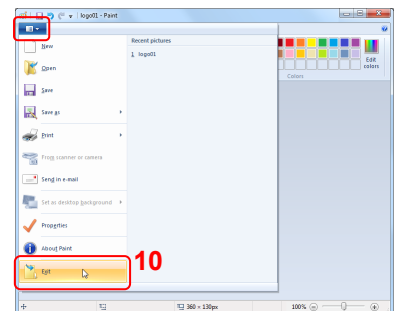 logo01 - Paint
Recent pictures
1 logo01
New
Open
Save
Save as
Print
From scanner or camera
Send in e-mail
Set as desktop background
Properties
About Paint
Exit
10
Edit
colors
Colors
360 × 130px
100%